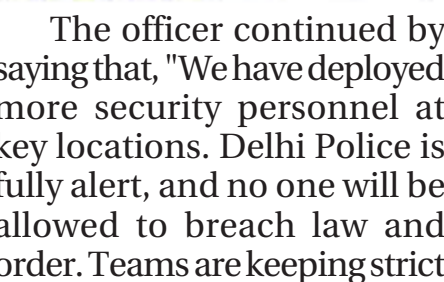 The officer continued by
saying that, "We have deployed
more security personnel at
key locations. Delhi Police is
fully alert, and no one will be
allowed to breach law and
order. Teams are keeping strict